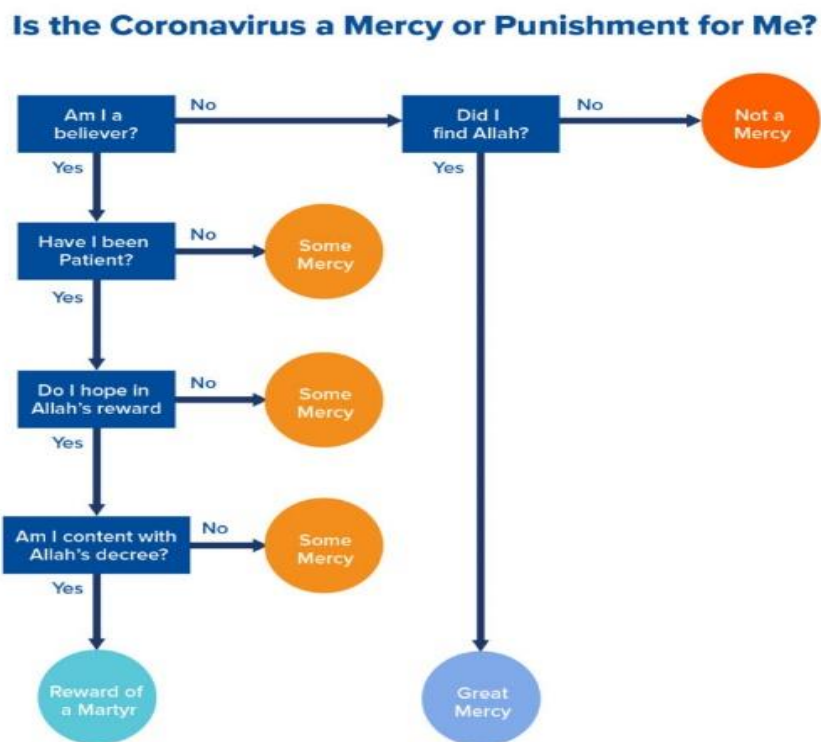 Is the Coronavirus a Mercy or Punishment for Me?
Am I a
believer?
No
Yes
Did I
find Allah?
No
Yes
Not a
Mercy
Have I been
Patient?
No
Yes
Some
Mercy
Do I hope in
Allah's reward
No
Yes
Some
Mercy
Am I content with
Allah's decree?
No
Yes
Some
Mercy
Reward of
a Martyr
Great
Mercy